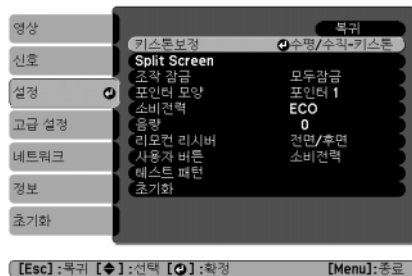 영상
신호
설정
고급 설정
네트워크
정보
초기화
복귀
키스톤보정 수평/수직-키스톤
Split Screen
조작 잠금 모두잠금
포인터 모양 포인터 1
소비전력 ECO
음량 0
리모컨 리시버 전면/후면
사용자 버튼 소비전력
테스트 패턴
초기화
[Esc] :복귀 [◆] :선택 [↵] :확정 [Menu]:종료